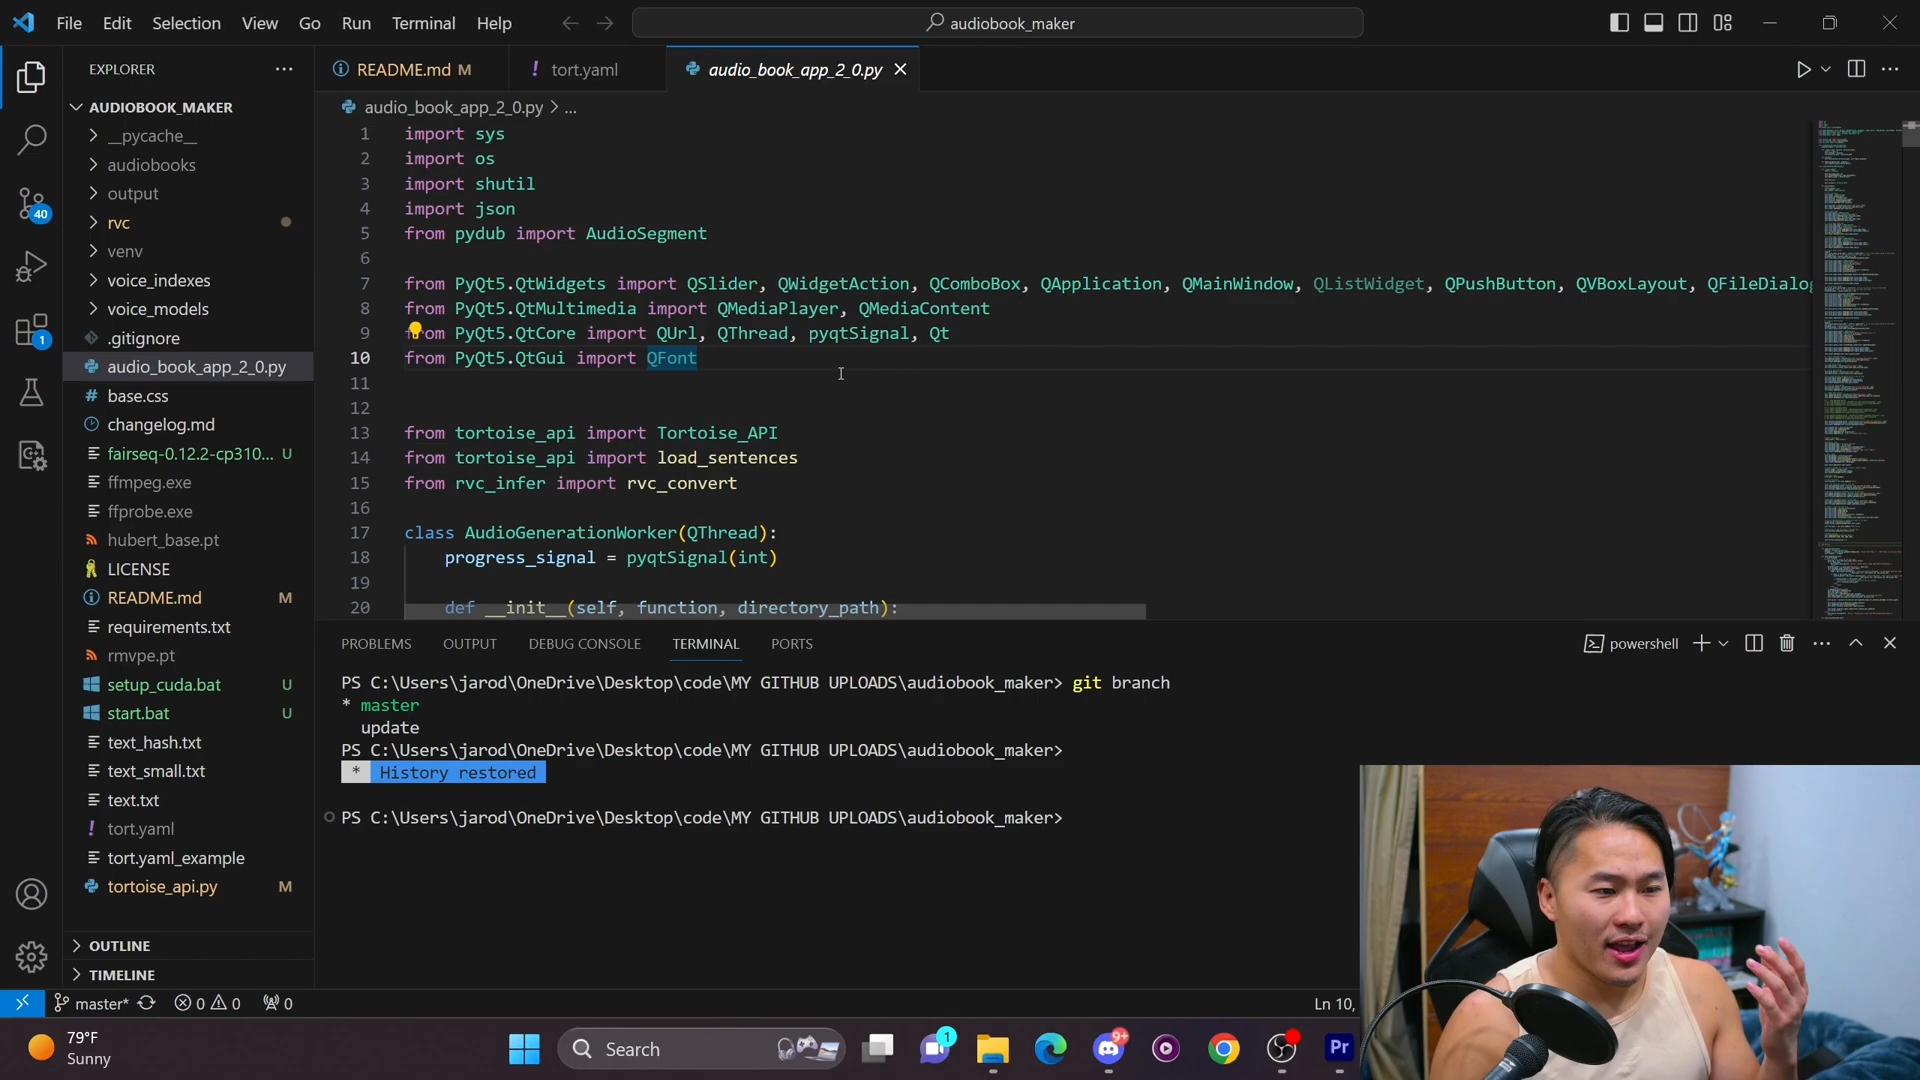 File Edit Selection View Go Run Terminal Help
audiobook_maker
EXPLORER
AUDIOBOOK_MAKER
__pycache__
audiobooks
output
rvc
venv
voice_indexes
voice_models
.gitignore
audio_book_app_2_0.py
base.css
changelog.md
fairseq-0.12.2-cp310... U
ffmpeg.exe
ffprobe.exe
hubert_base.pt
LICENSE
README.md M
requirements.txt
rmvpe.pt
setup_cuda.bat U
start.bat U
text_hash.txt
text_small.txt
text.txt
tort.yaml
tort.yaml_example
tortoise_api.py M
OUTLINE
TIMELINE
40
1
README.md M
! tort.yaml
audio_book_app_2_0.py
audio_book_app_2_0.py > ...
1 import sys
2 import os
3 import shutil
4 import json
5 from pydub import AudioSegment
6
7 from PyQt5.QtWidgets import QSlider, QWidgetAction, QComboBox, QApplication, QMainWindow, QListWidget, QPushButton, QVBoxLayout, QFileDialog
8 from PyQt5.QtMultimedia import QMediaPlayer, QMediaContent
9 from PyQt5.QtCore import QUrl, QThread, pyqtSignal, Qt
10 from PyQt5.QtGui import QFont
11
12
13 from tortoise_api import Tortoise_API
14 from tortoise_api import load_sentences
15 from rvc_infer import rvc_convert
16
17 class AudioGenerationWorker(QThread):
18 progress_signal = pyqtSignal(int)
19
20 def __init__(self, function, directory_path):
PROBLEMS OUTPUT DEBUG CONSOLE TERMINAL PORTS
powershell
PS C:\Users\jarod\OneDrive\Desktop\code\MY GITHUB UPLOADS\audiobook_maker> git branch
* master
update
PS C:\Users\jarod\OneDrive\Desktop\code\MY GITHUB UPLOADS\audiobook_maker>
* History restored
PS C:\Users\jarod\OneDrive\Desktop\code\MY GITHUB UPLOADS\audiobook_maker>
master* 0 0 0
Ln 10,
79°F
Sunny
Search
1
9+
Pr